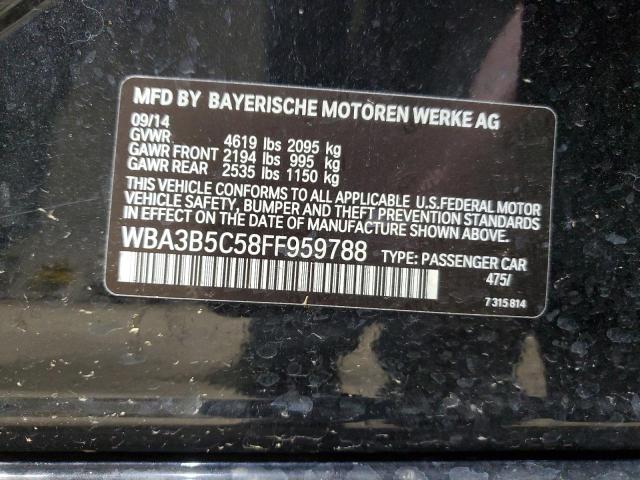 MFD BY BAYERISCHE MOTOREN WERKE AG
09/14
GVWR 4619 lbs 2095 kg
GAWR FRONT 2194 lbs 995 kg
GAWR REAR 2535 lbs 1150 kg
THIS VEHICLE CONFORMS TO ALL APPLICABLE U.S.FEDERAL MOTOR
VEHICLE SAFETY, BUMPER AND THEFT PREVENTION STANDARDS
IN EFFECT ON THE DATE OF MANUFACTURE SHOWN ABOVE.
WBA3B5C58FF959788 TYPE: PASSENGER CAR
475/
7 315 814